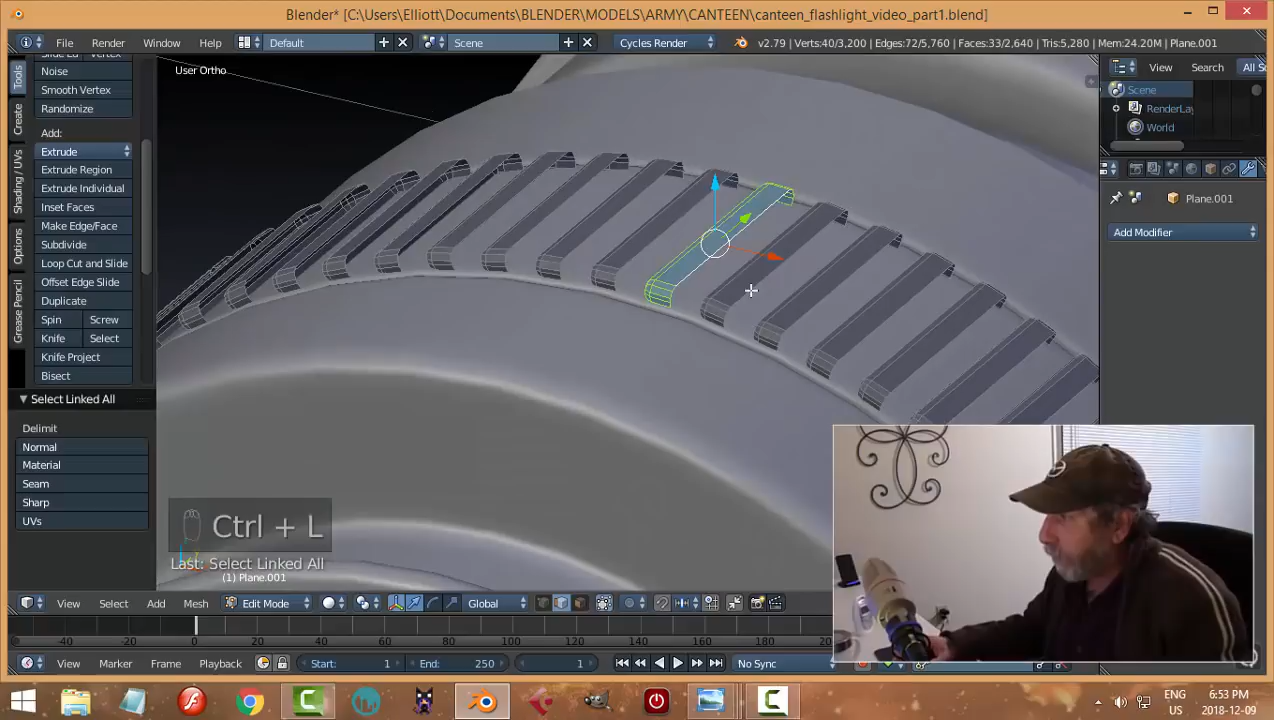 Blender* [C:\Users\Elliott\Documents\BLENDER\MODELS\ARMY\CANTEEN\canteen_flashlight_video_part1.blend]
File Render Window Help Default Scene Cycles Render v2.79 | Verts:40/3,200 | Edges:72/5,760 | Faces:33/2,640 | Tris:5,280 | Mem:24.20M | Plane.001
View Search All S
Scene
RenderLa
World
Plane.001
Add Modifier
User Ortho
Tools
Create
Shading / UVs
Options
Grease Pencil
Noise
Smooth Vertex
Randomize
Add:
Extrude
Extrude Region
Extrude Individual
Inset Faces
Make Edge/Face
Subdivide
Loop Cut and Slide
Offset Edge Slide
Duplicate
Spin Screw
Knife Select
Knife Project
Bisect
Select Linked All
Delimit
Normal
Material
Seam
Sharp
UVs
Ctrl + L
Last: Select Linked All
(1) Plane.001
View Select Add Mesh Edit Mode Global
-40 -20 0 20 40 60 80 100 120 140 160 180
View Marker Frame Playback Start: 1 End: 250 1 No Sync
ENG 6:53 PM
US 2018-12-09